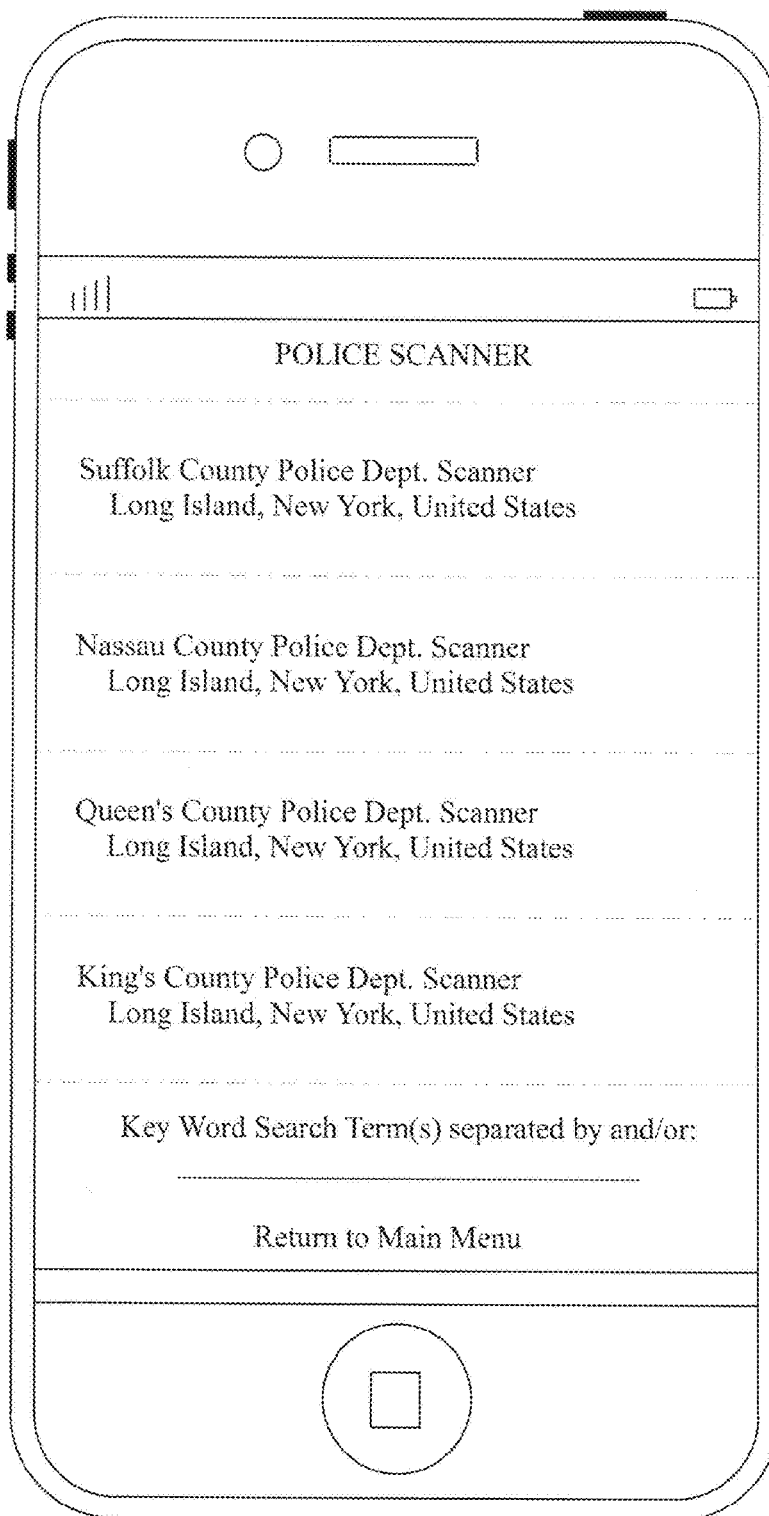 POLICE SCANNER
Suffolk County Police Dept. Scanner
Long Island, New York, United States
Nassau County Police Dept. Scanner
Long Island, New York, United States
Queen's County Police Dept. Scanner
Long Island, New York, United States
King's County Police Dept. Scanner
Long Island, New York, United States
Key Word Search Term(s) separated by and/or:
Return to Main Menu